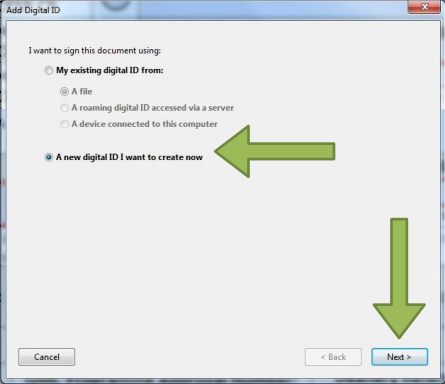 Add Digital ID
I want to sign this document using:
My existing digital ID from:
A file
A roaming digital ID accessed via a server
A device connected to this computer
A new digital ID I want to create now
Cancel
< Back
Next >